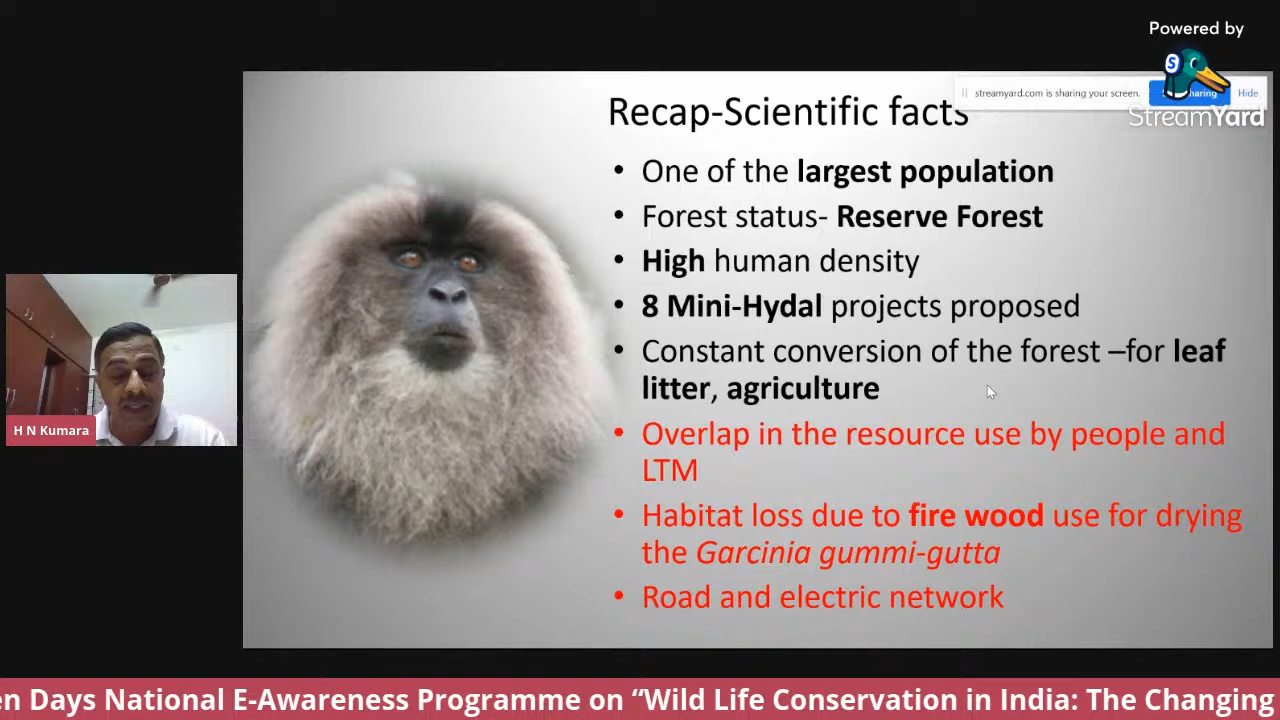 Powered by
streamyard.com is sharing your screen.
haring
Hide
StreamYard
Recap-Scientific facts
• One of the largest population
• Forest status- Reserve Forest
• High human density
• 8 Mini-Hydal projects proposed
• Constant conversion of the forest –for leaf
litter, agriculture
• Overlap in the resource use by people and
LTM
• Habitat loss due to fire wood use for drying
the Garcinia gummi-gutta
• Road and electric network
H N Kumara
en Days National E-Awareness Programme on “Wild Life Conservation in India: The Changing